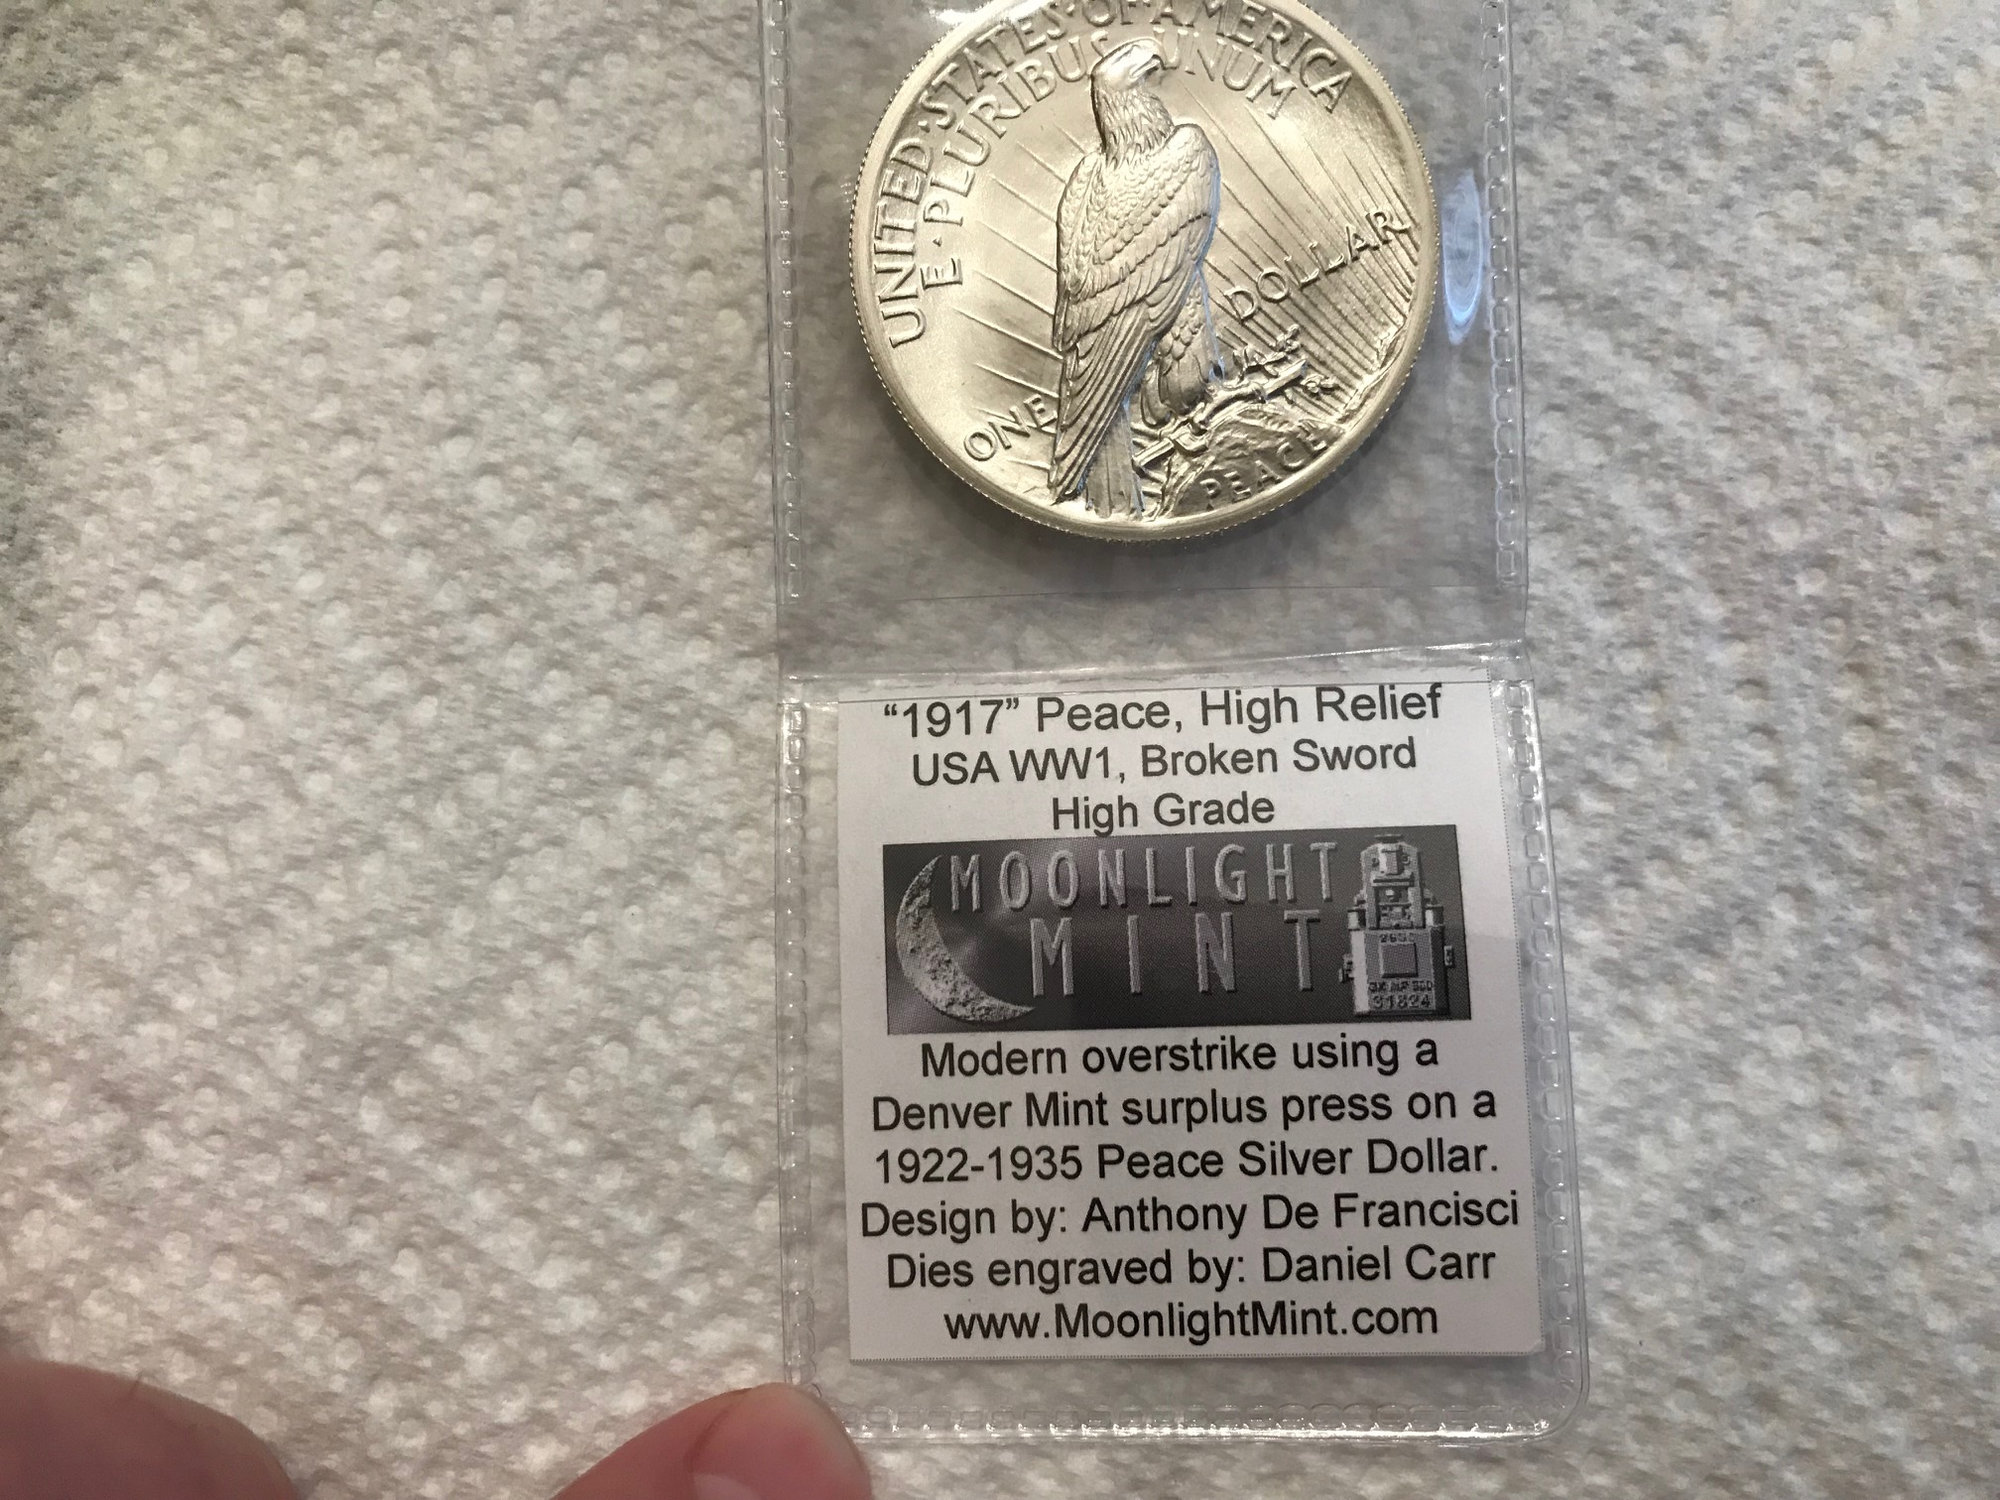 UNITED·STATES·OF·AMERICA
E·PLURIBUS UNUM
ONE
DOLLAR
PEACE
“1917” Peace, High Relief
USA WW1, Broken Sword
High Grade
MOONLIGHT
MINT
31824
Modern overstrike using a
Denver Mint surplus press on a
1922-1935 Peace Silver Dollar.
Design by: Anthony De Francisci
Dies engraved by: Daniel Carr
www.MoonlightMint.com